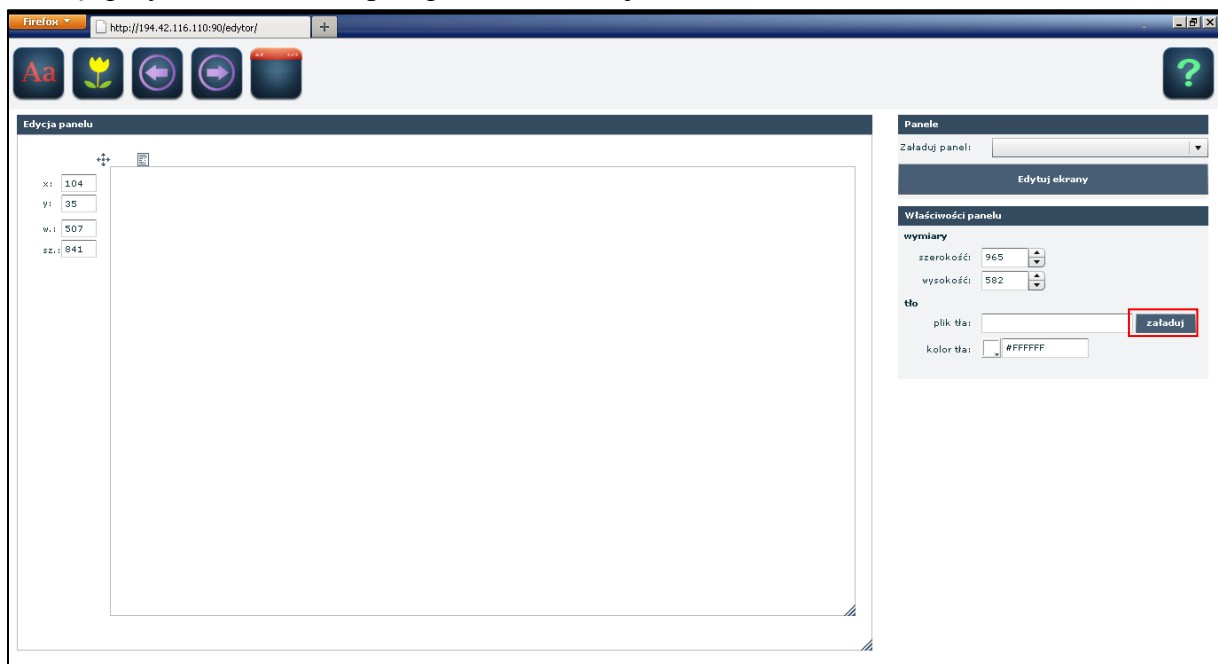 Firefox
http://194.42.116.110:90/edytor/
+
Aa
?
Edycja panelu
x: 104
y: 35
w.: 507
sz.: 841
Panele
Załaduj panel:
Edytuj ekrany
Właściwości panelu
wymiary
szerokość: 965
wysokość: 582
tło
plik tła: załaduj
kolor tła: #FFFFFF